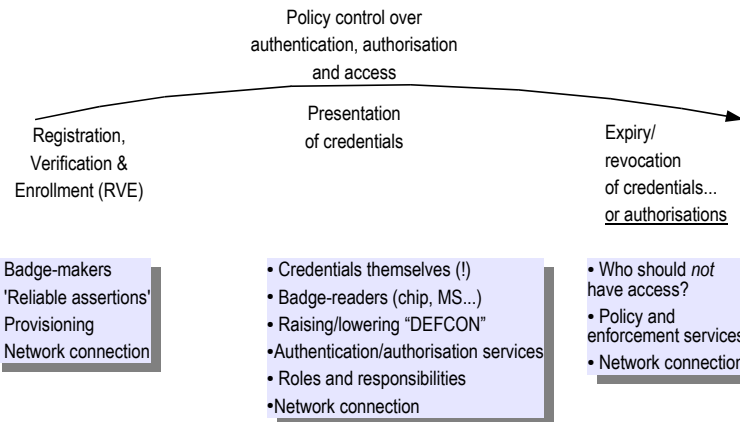 Policy control over
authentication, authorisation
and access
Registration,
Verification &
Enrollment (RVE)
Presentation
of credentials
Expiry/
revocation
of credentials...
or authorisations
Badge-makers
'Reliable assertions'
Provisioning
Network connection
• Credentials themselves (!)
• Badge-readers (chip, MS...)
• Raising/lowering “DEFCON”
•Authentication/authorisation services
• Roles and responsibilities
•Network connection
• Who should not
have access?
• Policy and
enforcement services
• Network connection